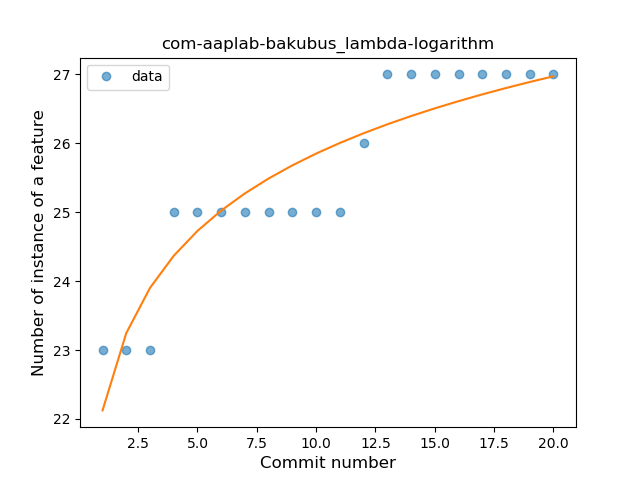 com-aaplab-bakubus_lambda-logarithm
data
Number of instance of a feature
27
26
25
24
23
22
2.5 5.0 7.5 10.0 12.5 15.0 17.5 20.0
Commit number